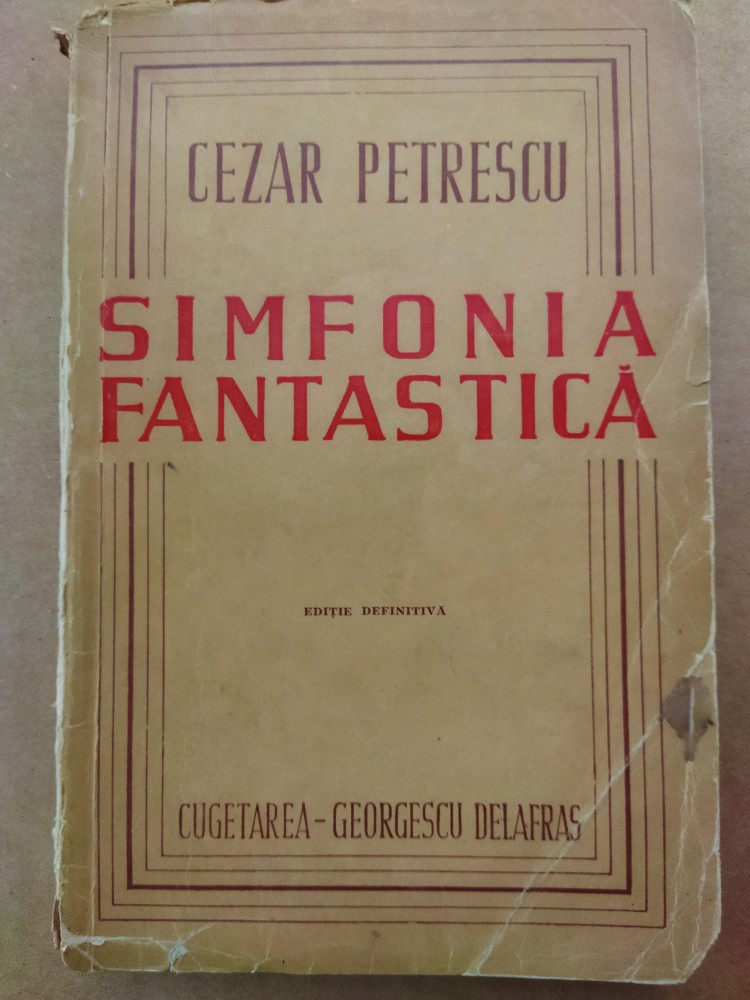 CEZAR PETRESCU
SIMFONIA
FANTASTICĂ
EDIȚIE DEFINITIVĂ
CUGETAREA-GEORGESCU DELAFRAS